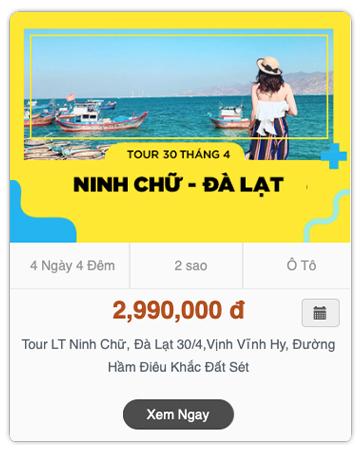 TOUR 30 THÁNG 4
NINH CHỮ - ĐÀ LẠT
4 Ngày 4 Đêm
2 sao
Ô Tô
2,990,000 đ
Tour LT Ninh Chữ, Đà Lạt 30/4,Vịnh Vĩnh Hy, Đường
Hầm Điêu Khắc Đất Sét
Xem Ngay